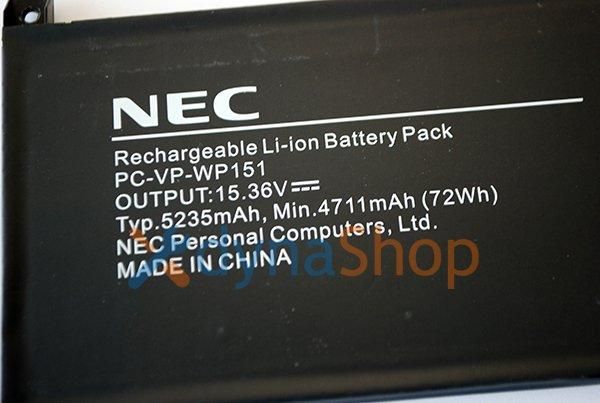 NEC
Rechargeable Li-ion Battery Pack
PC-VP-WP151
OUTPUT:15.36V⎓
Typ.5235mAh, Min.4711mAh (72Wh)
NEC Personal Computers, Ltd.
MADE IN CHINA
dynaShop